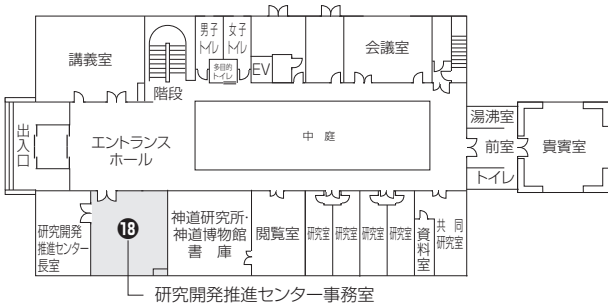 男子
トイレ
女子
トイレ
講義室
多目的
トイレ
EV
会議室
階段
出入口
エントランス
ホール
中庭
湯沸室
前室
貴賓室
トイレ
研究開発
推進センター
長室
⓲
神道研究所・
神道博物館
書庫
閲覧室
研究室
研究室
研究室
研究室
資料室
共同
研究室
研究開発推進センター事務室